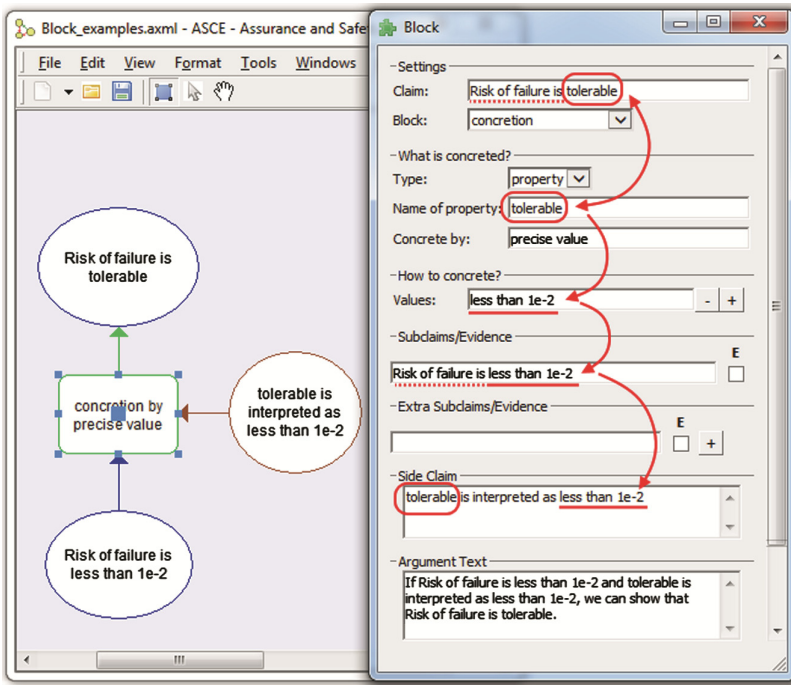 Block_examples.axml - ASCE - Assurance and Safe
File Edit View Format Tools Windows
Risk of failure is
tolerable
concretion by
precise value
tolerable is
interpreted as
less than 1e-2
Risk of failure is
less than 1e-2
Block
Settings
Claim: Risk of failure is tolerable
Block: concretion
What is concreted?
Type: property
Name of property: tolerable
Concrete by: precise value
How to concrete?
Values: less than 1e-2 - +
Subclaims/Evidence
E
Risk of failure is less than 1e-2
Extra Subclaims/Evidence
E
+
Side Claim
tolerable is interpreted as less than 1e-2
Argument Text
If Risk of failure is less than 1e-2 and tolerable is
interpreted as less than 1e-2, we can show that
Risk of failure is tolerable.